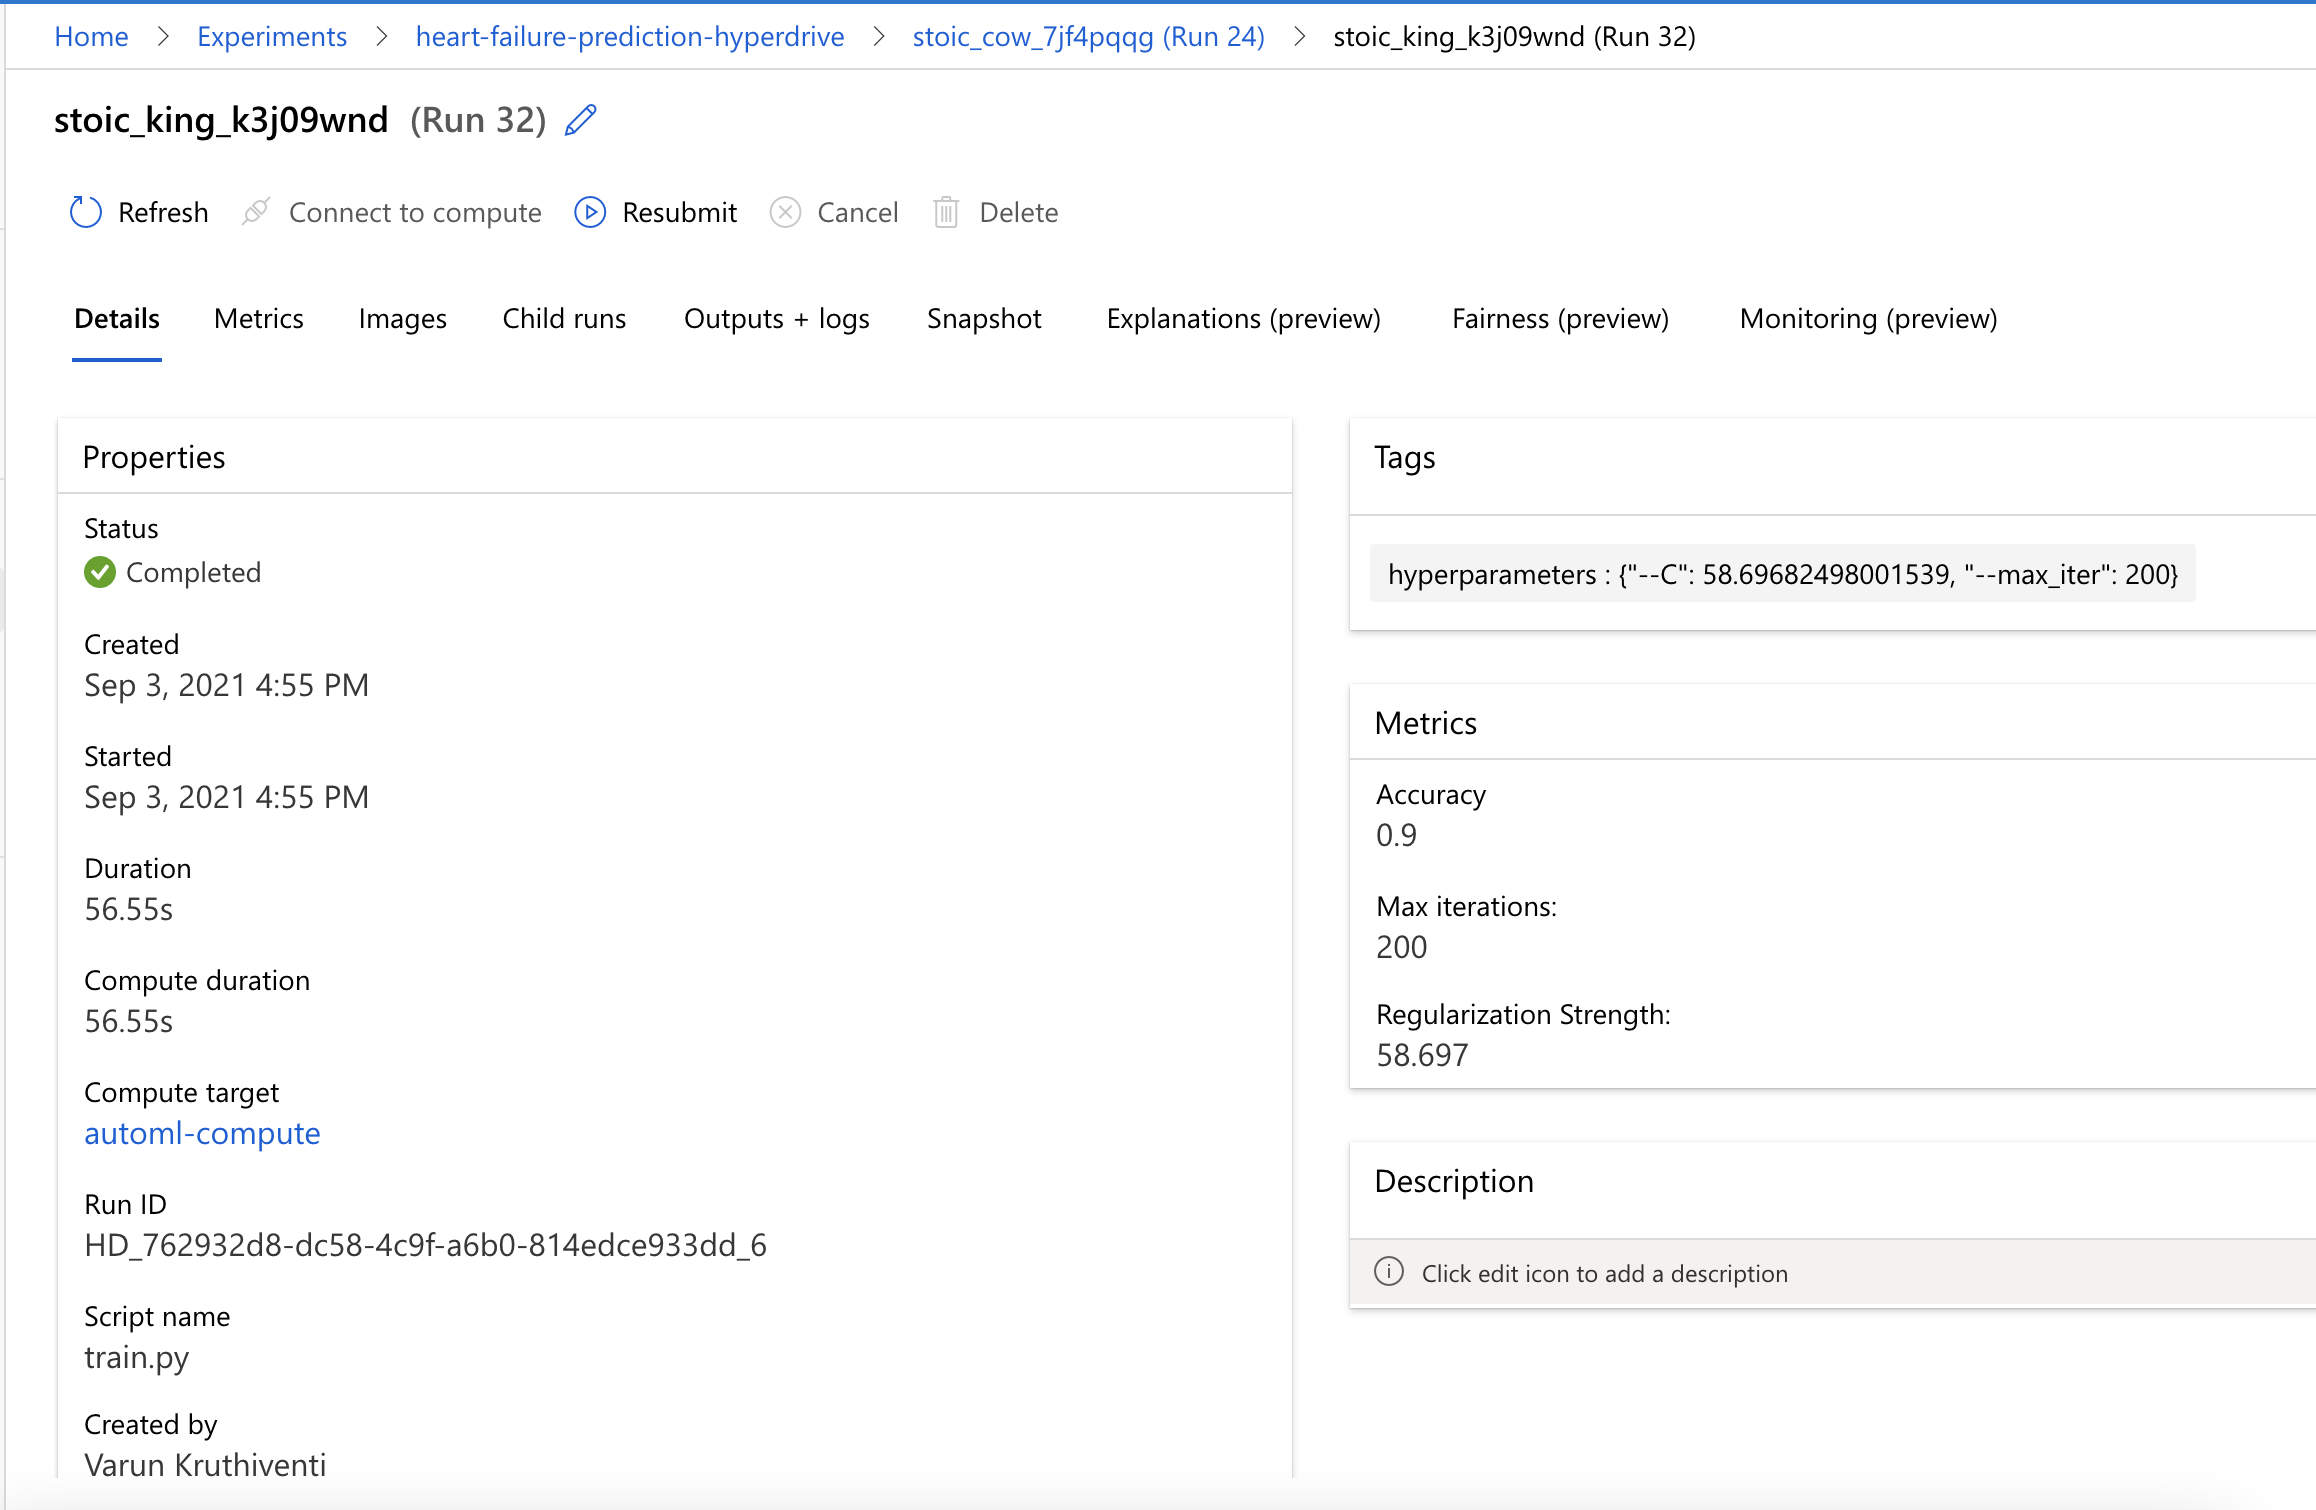 Home > Experiments > heart-failure-prediction-hyperdrive > stoic_cow_7jf4pqqg (Run 24) > stoic_king_k3j09wnd (Run 32)
stoic_king_k3j09wnd (Run 32)
Refresh Connect to compute Resubmit Cancel Delete
Details Metrics Images Child runs Outputs + logs Snapshot Explanations (preview) Fairness (preview) Monitoring (preview)
Properties
Status
Completed
Created
Sep 3, 2021 4:55 PM
Started
Sep 3, 2021 4:55 PM
Duration
56.55s
Compute duration
56.55s
Compute target
automl-compute
Run ID
HD_762932d8-dc58-4c9f-a6b0-814edce933dd_6
Script name
train.py
Created by
Varun Kruthiventi
Tags
hyperparameters : {"--C": 58.69682498001539, "--max_iter": 200}
Metrics
Accuracy
0.9
Max iterations:
200
Regularization Strength:
58.697
Description
Click edit icon to add a description